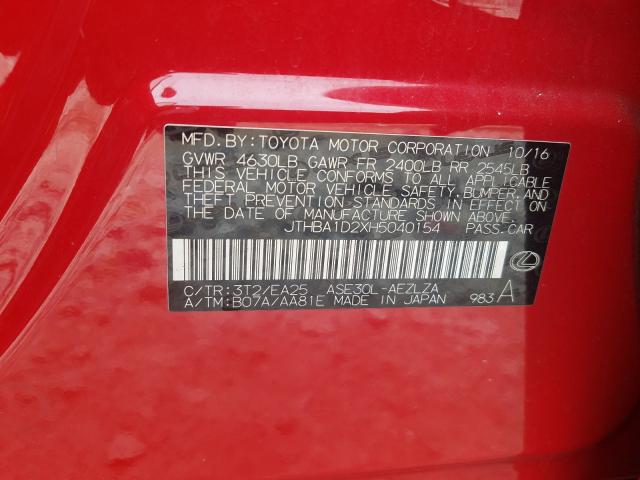 MFD. BY: TOYOTA MOTOR CORPORATION 10/16
GVWR 4630LB GAWR FR 2400LB RR 2545LB
THIS VEHICLE CONFORMS TO ALL APPLICABLE
FEDERAL MOTOR VEHICLE SAFETY, BUMPER, AND
THEFT PREVENTION STANDARDS IN EFFECT ON
THE DATE OF MANUFACTURE SHOWN ABOVE.
JTHBA1D2XH5040154 PASS.CAR
C/TR:3T2/EA25 ASE30L-AEZLZA
A/TM:B07A/AA81E MADE IN JAPAN 983 A